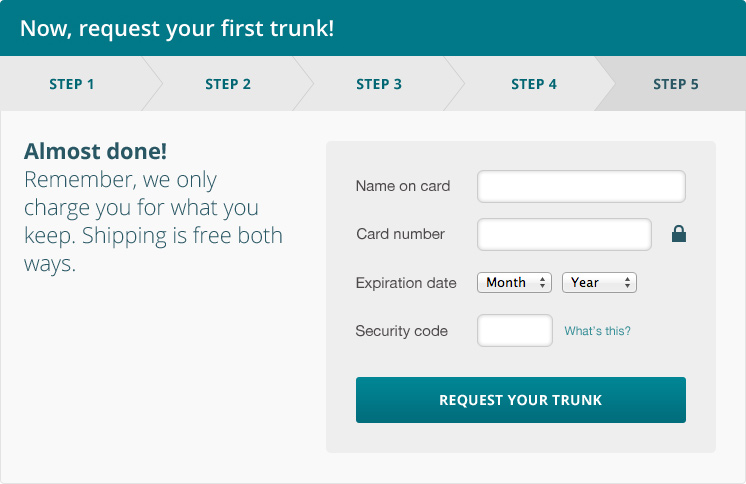 Now, request your first trunk!
STEP 1 STEP 2 STEP 3 STEP 4 STEP 5
Almost done!
Remember, we only
charge you for what you
keep. Shipping is free both
ways.
Name on card
Card number
Expiration date Month Year
Security code What's this?
REQUEST YOUR TRUNK